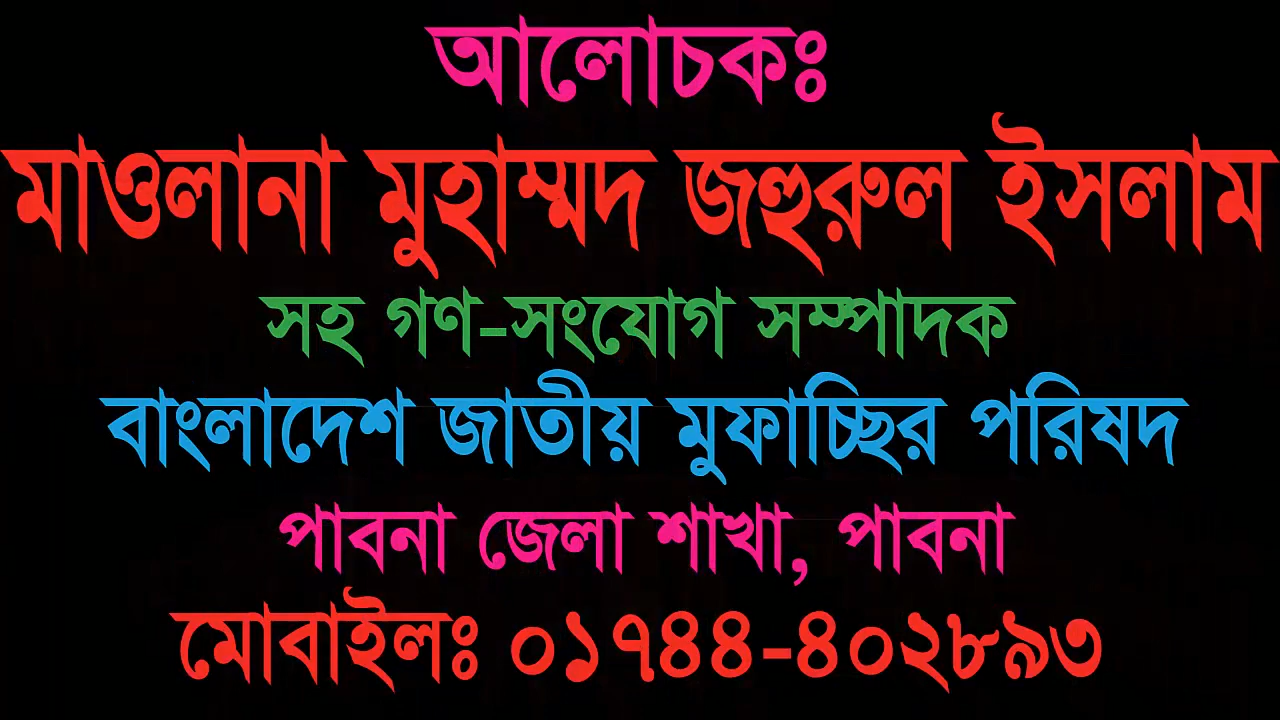 আলোচকঃ
মাওলানা মুহাম্মদ জহুরুল ইসলাম
সহ গণ-সংযোগ সম্পাদক
বাংলাদেশ জাতীয় মুফাচ্ছির পরিষদ
পাবনা জেলা শাখা, পাবনা
মোবাইলঃ ০১৭৪৪-৪০২৮৯৩